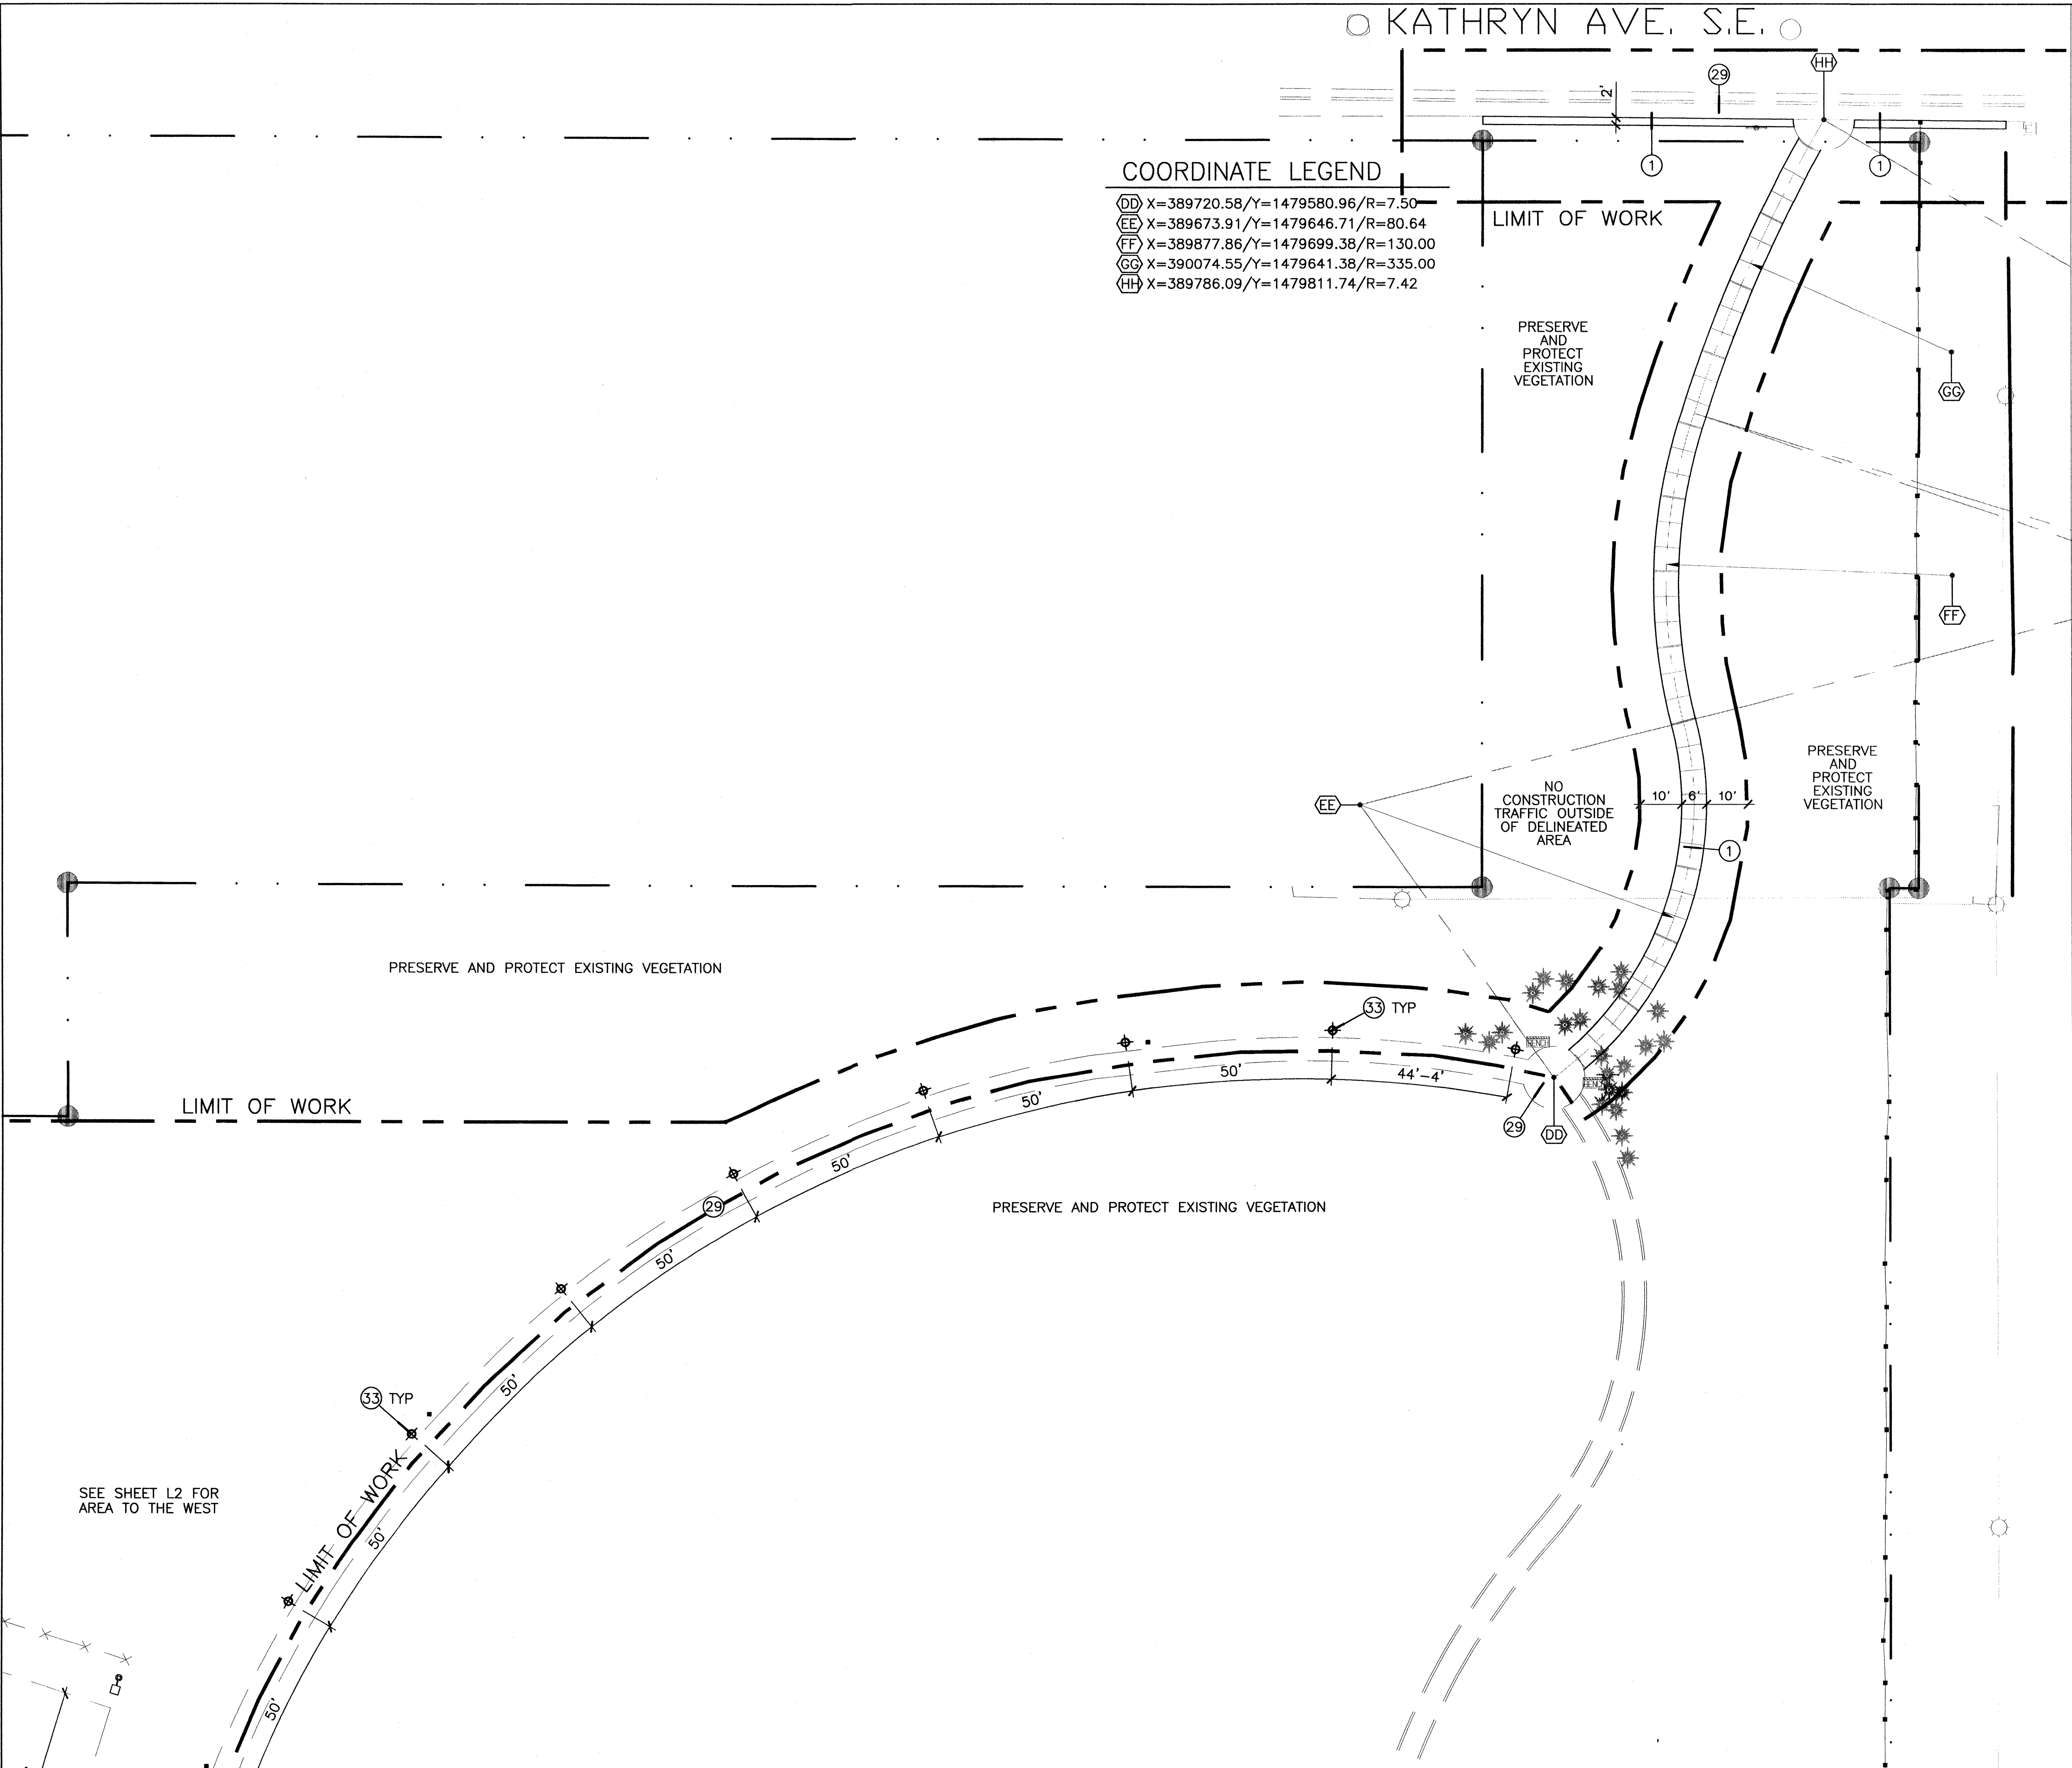 KATHRYN AVE. S.E.
HH
29
2'
1
1
COORDINATE LEGEND
DD X=389720.58/Y=1479580.96/R=7.50
EE X=389673.91/Y=1479646.71/R=80.64
FF X=389877.86/Y=1479699.38/R=130.00
GG X=390074.55/Y=1479641.38/R=335.00
HH X=389786.09/Y=1479811.74/R=7.42
LIMIT OF WORK
PRESERVE
AND
PROTECT
EXISTING
VEGETATION
GG
FF
PRESERVE
AND
PROTECT
EXISTING
VEGETATION
EE
NO
CONSTRUCTION
TRAFFIC OUTSIDE
OF DELINEATED
AREA
10' 6' 10'
1
PRESERVE AND PROTECT EXISTING VEGETATION
33 TYP
BENCH
BENCH
LIMIT OF WORK
50'
44'-4'
50'
29
DD
50'
29
PRESERVE AND PROTECT EXISTING VEGETATION
50'
50'
33 TYP
LIMIT OF WORK
SEE SHEET L2 FOR
AREA TO THE WEST
50'
50'